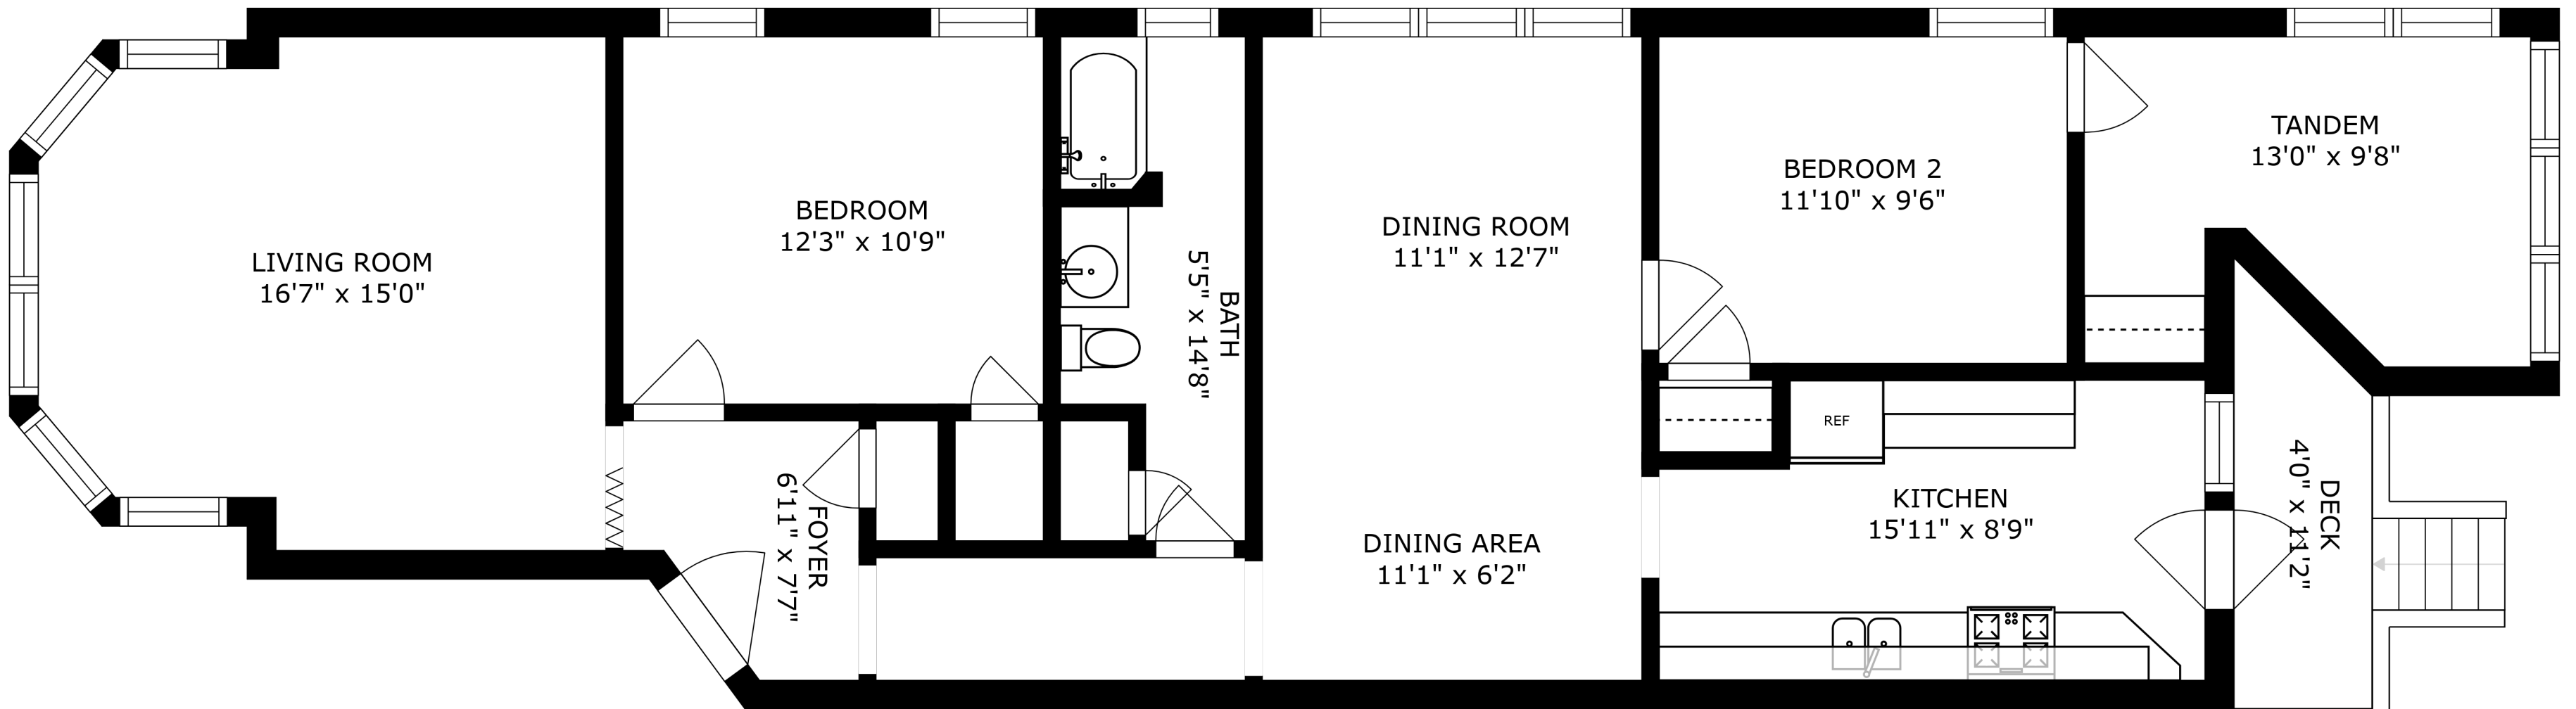 LIVING ROOM
16'7" x 15'0"
BEDROOM
12'3" x 10'9"
FOYER
6'11" x 7'7"
BATH
5'5" x 14'8"
DINING ROOM
11'1" x 12'7"
DINING AREA
11'1" x 6'2"
BEDROOM 2
11'10" x 9'6"
REF
KITCHEN
15'11" x 8'9"
TANDEM
13'0" x 9'8"
DECK
4'0" x 11'2"